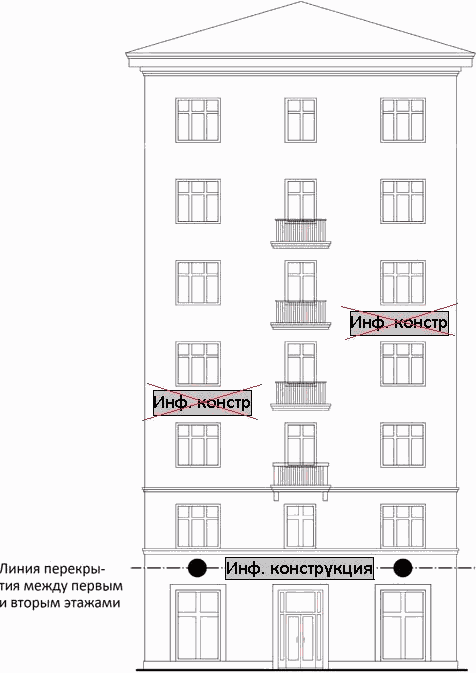 Инф. констр
Инф. констр
Линия перекры-
тия между первым
и вторым этажами
Инф. конструкция